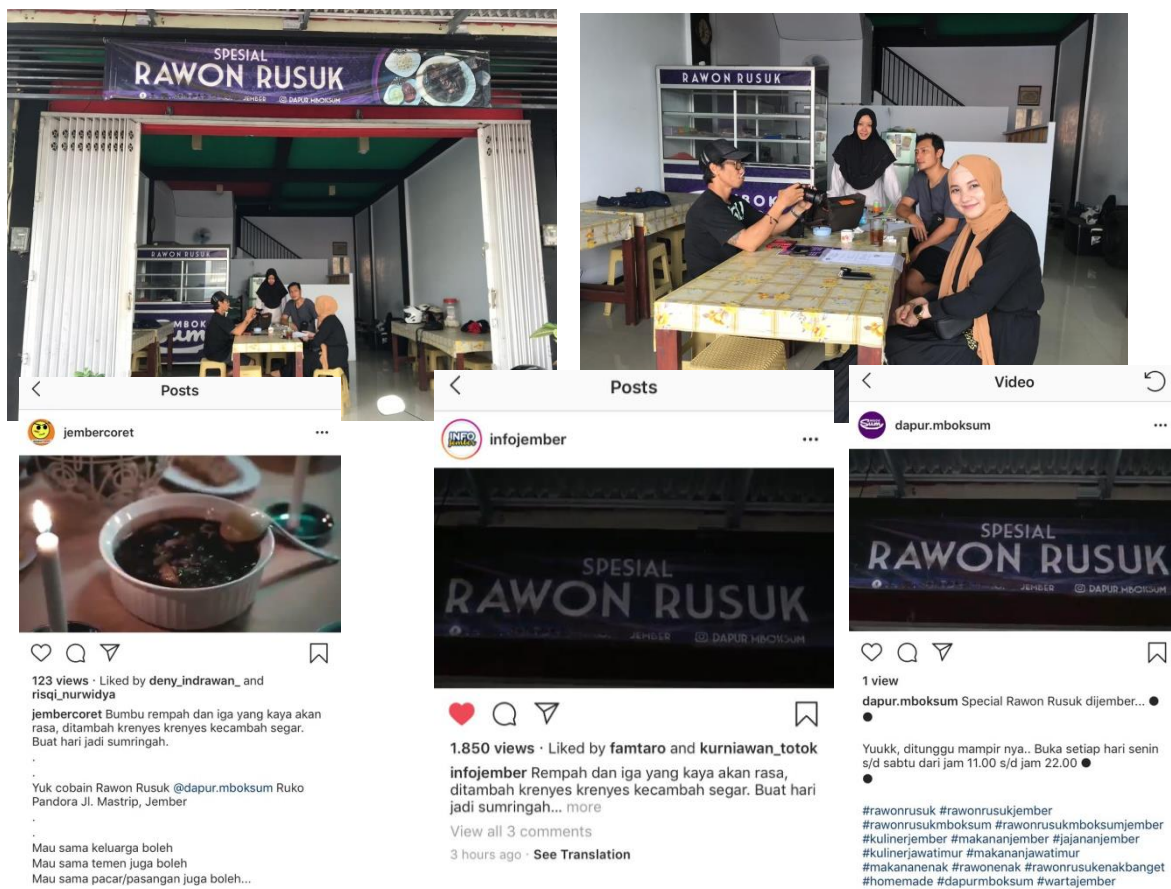 SPESIAL
RAWON RUSUK
JEMBER
DAPUR.MBOKSUM
RAWON RUSUK
MBOK
Sum
RAWON RUSUK
BOK
Posts
jembercoret
123 views · Liked by deny_indrawan_ and
risqi_nurwidya
jembercoret Bumbu rempah dan iga yang kaya akan
rasa, ditambah krenyes krenyes kecambah segar.
Buat hari jadi sumringah.
.
.
Yuk cobain Rawon Rusuk @dapur.mboksum Ruko
Pandora Jl. Mastrip, Jember
.
.
Mau sama keluarga boleh
Mau sama temen juga boleh
Mau sama pacar/pasangan juga boleh...
Posts
INFO
jember
infojember
SPESIAL
RAWON RUSUK
JEMBER
DAPUR.MBOKSUM
1.850 views · Liked by famtaro and kurniawan_totok
infojember Rempah dan iga yang kaya akan rasa,
ditambah krenyes krenyes kecambah segar. Buat hari
jadi sumringah... more
View all 3 comments
3 hours ago · See Translation
Video
Sum
dapur.mboksum
SPESIAL
RAWON RUSUK
JEMBER
DAPUR.MBOKSUM
1 view
dapur.mboksum Special Rawon Rusuk dijember...
Yuukk, ditunggu mampir nya.. Buka setiap hari senin
s/d sabtu dari jam 11.00 s/d jam 22.00
#rawonrusuk #rawonrusukjember
#rawonrusukmboksum #rawonrusukmboksumjember
#kulinerjember #makananjember #jajananjember
#kulinerjawatimur #makananjawatimur
#makananenak #rawonenak #rawonrusukenakbanget
#homemade #dapurmboksum #wartajember